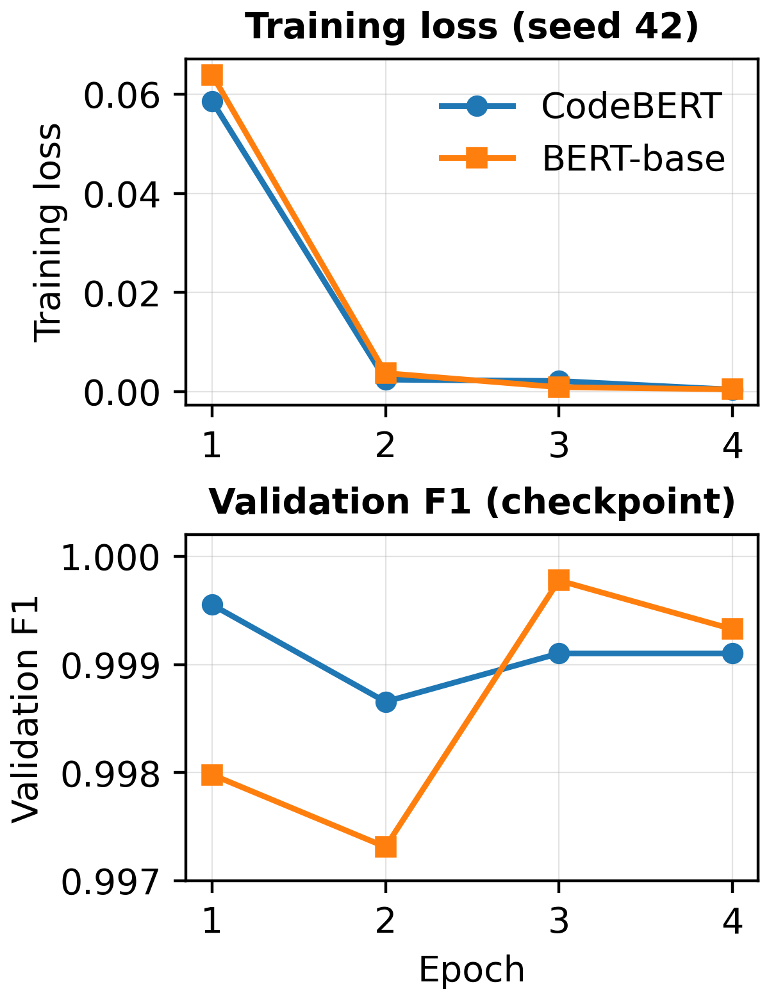 Training loss (seed 42)
Training loss
0.06
0.04
0.02
0.00
CodeBERT
BERT-base
1 2 3 4
Validation F1 (checkpoint)
Validation F1
1.000
0.999
0.998
0.997
1 2 3 4
Epoch